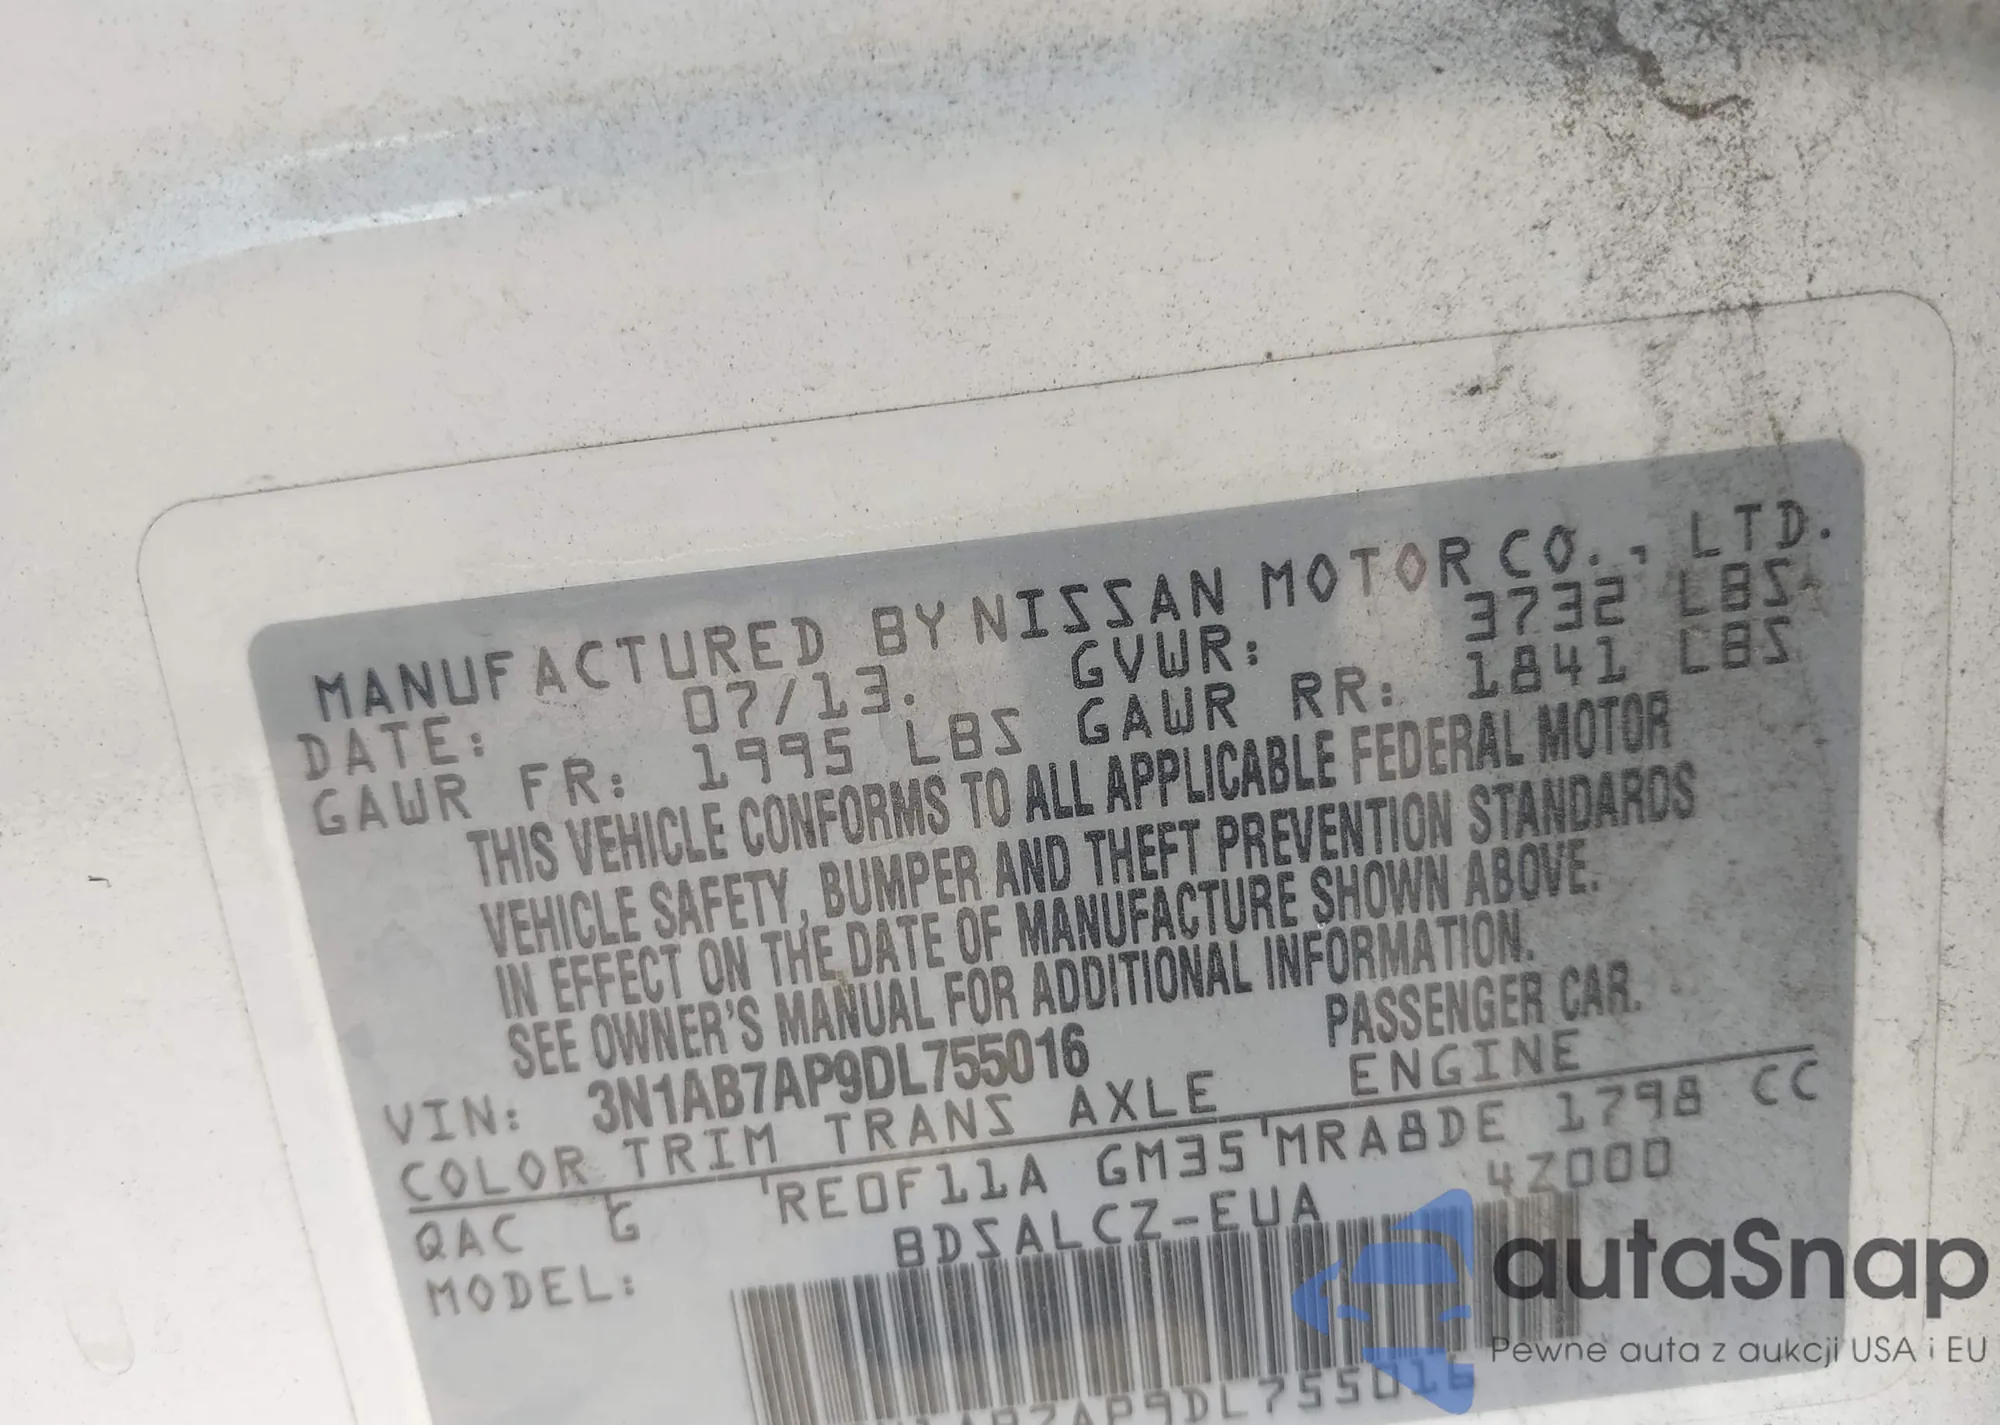 MANUFACTURED BY NISSAN MOTOR CO., LTD.
DATE: 07/13. GVWR: 3732 LBS
GAWR FR: 1995 LBS GAWR RR: 1841 LBS
THIS VEHICLE CONFORMS TO ALL APPLICABLE FEDERAL MOTOR
VEHICLE SAFETY, BUMPER AND THEFT PREVENTION STANDARDS
IN EFFECT ON THE DATE OF MANUFACTURE SHOWN ABOVE.
SEE OWNER'S MANUAL FOR ADDITIONAL INFORMATION.
VIN: 3N1AB7AP9DL755016 PASSENGER CAR.
COLOR TRIM TRANS AXLE ENGINE
QAC G RE0F11A GM35 MRA8DE 1798 CC
MODEL: BDSALCZ-EUA 4Z000
1AB7AP9DL755016
autaSnap
Pewne auta z aukcji USA i EU